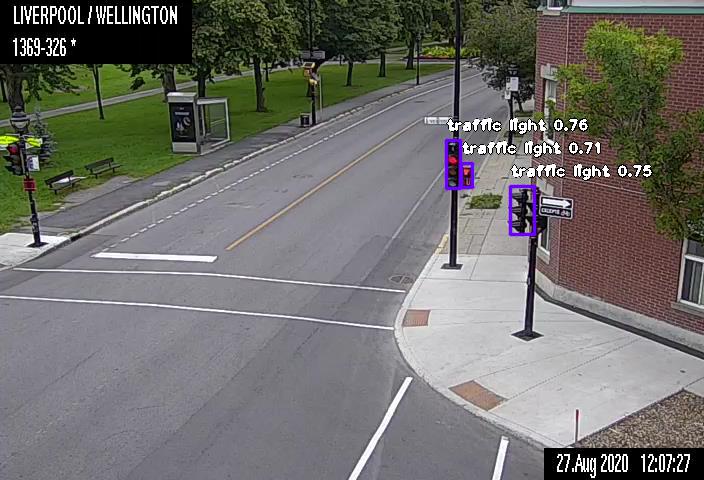 LIVERPOOL / WELLINGTON
1369-326 *
traffic light 0.76
traffic light 0.71
traffic light 0.75
27.Aug 2020 12:07:27